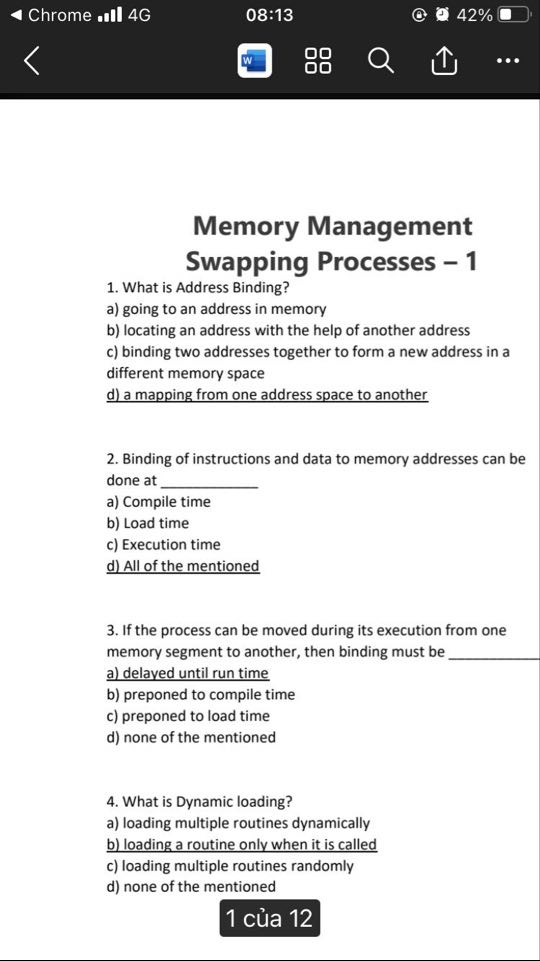 Chrome 4G 08:13 42%
W
Memory Management
Swapping Processes – 1
1. What is Address Binding?
a) going to an address in memory
b) locating an address with the help of another address
c) binding two addresses together to form a new address in a
different memory space
d) a mapping from one address space to another
2. Binding of instructions and data to memory addresses can be
done at ____________
a) Compile time
b) Load time
c) Execution time
d) All of the mentioned
3. If the process can be moved during its execution from one
memory segment to another, then binding must be ____________
a) delayed until run time
b) preponed to compile time
c) preponed to load time
d) none of the mentioned
4. What is Dynamic loading?
a) loading multiple routines dynamically
b) loading a routine only when it is called
c) loading multiple routines randomly
d) none of the mentioned
1 của 12